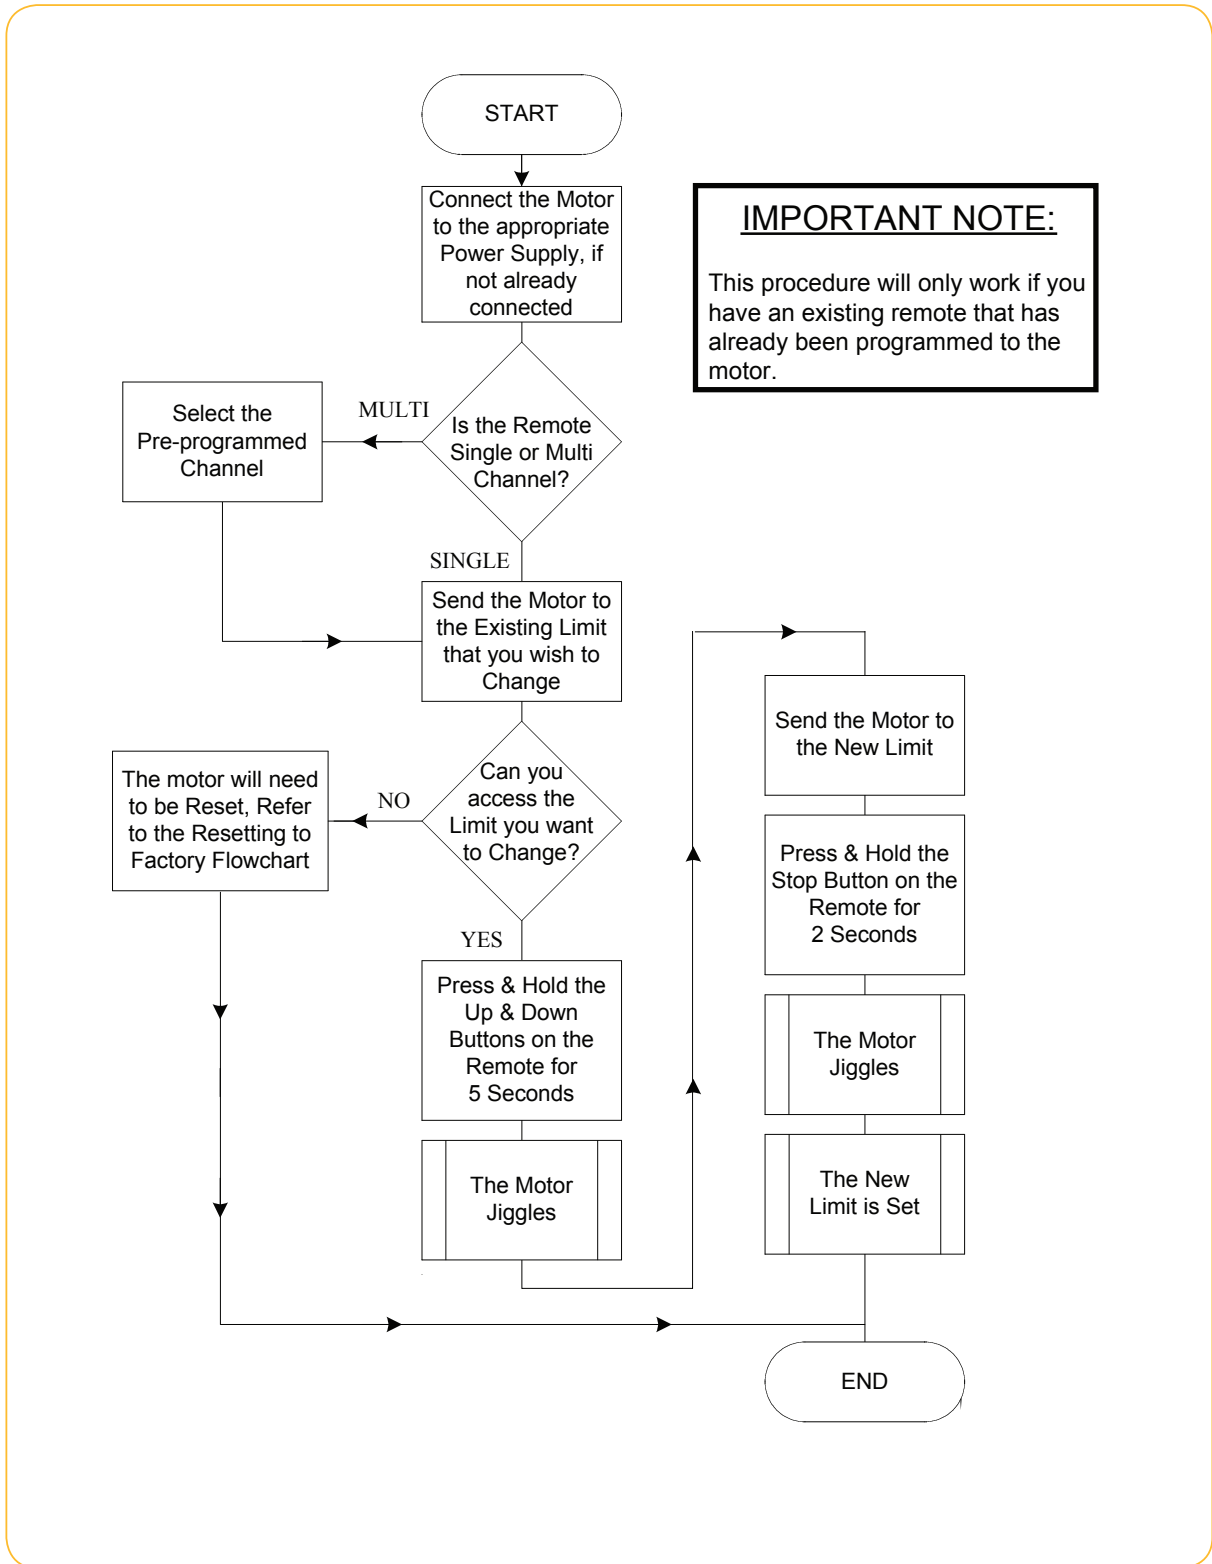 START
Connect the Motor
to the appropriate
Power Supply, if
not already
connected
IMPORTANT NOTE:
This procedure will only work if you
have an existing remote that has
already been programmed to the
motor.
Is the Remote
Single or Multi
Channel?
MULTI
Select the
Pre-programmed
Channel
SINGLE
Send the Motor to
the Existing Limit
that you wish to
Change
Can you
access the
Limit you want
to Change?
NO
The motor will need
to be Reset, Refer
to the Resetting to
Factory Flowchart
YES
Press & Hold the
Up & Down
Buttons on the
Remote for
5 Seconds
The Motor
Jiggles
Send the Motor to
the New Limit
Press & Hold the
Stop Button on the
Remote for
2 Seconds
The Motor
Jiggles
The New
Limit is Set
END